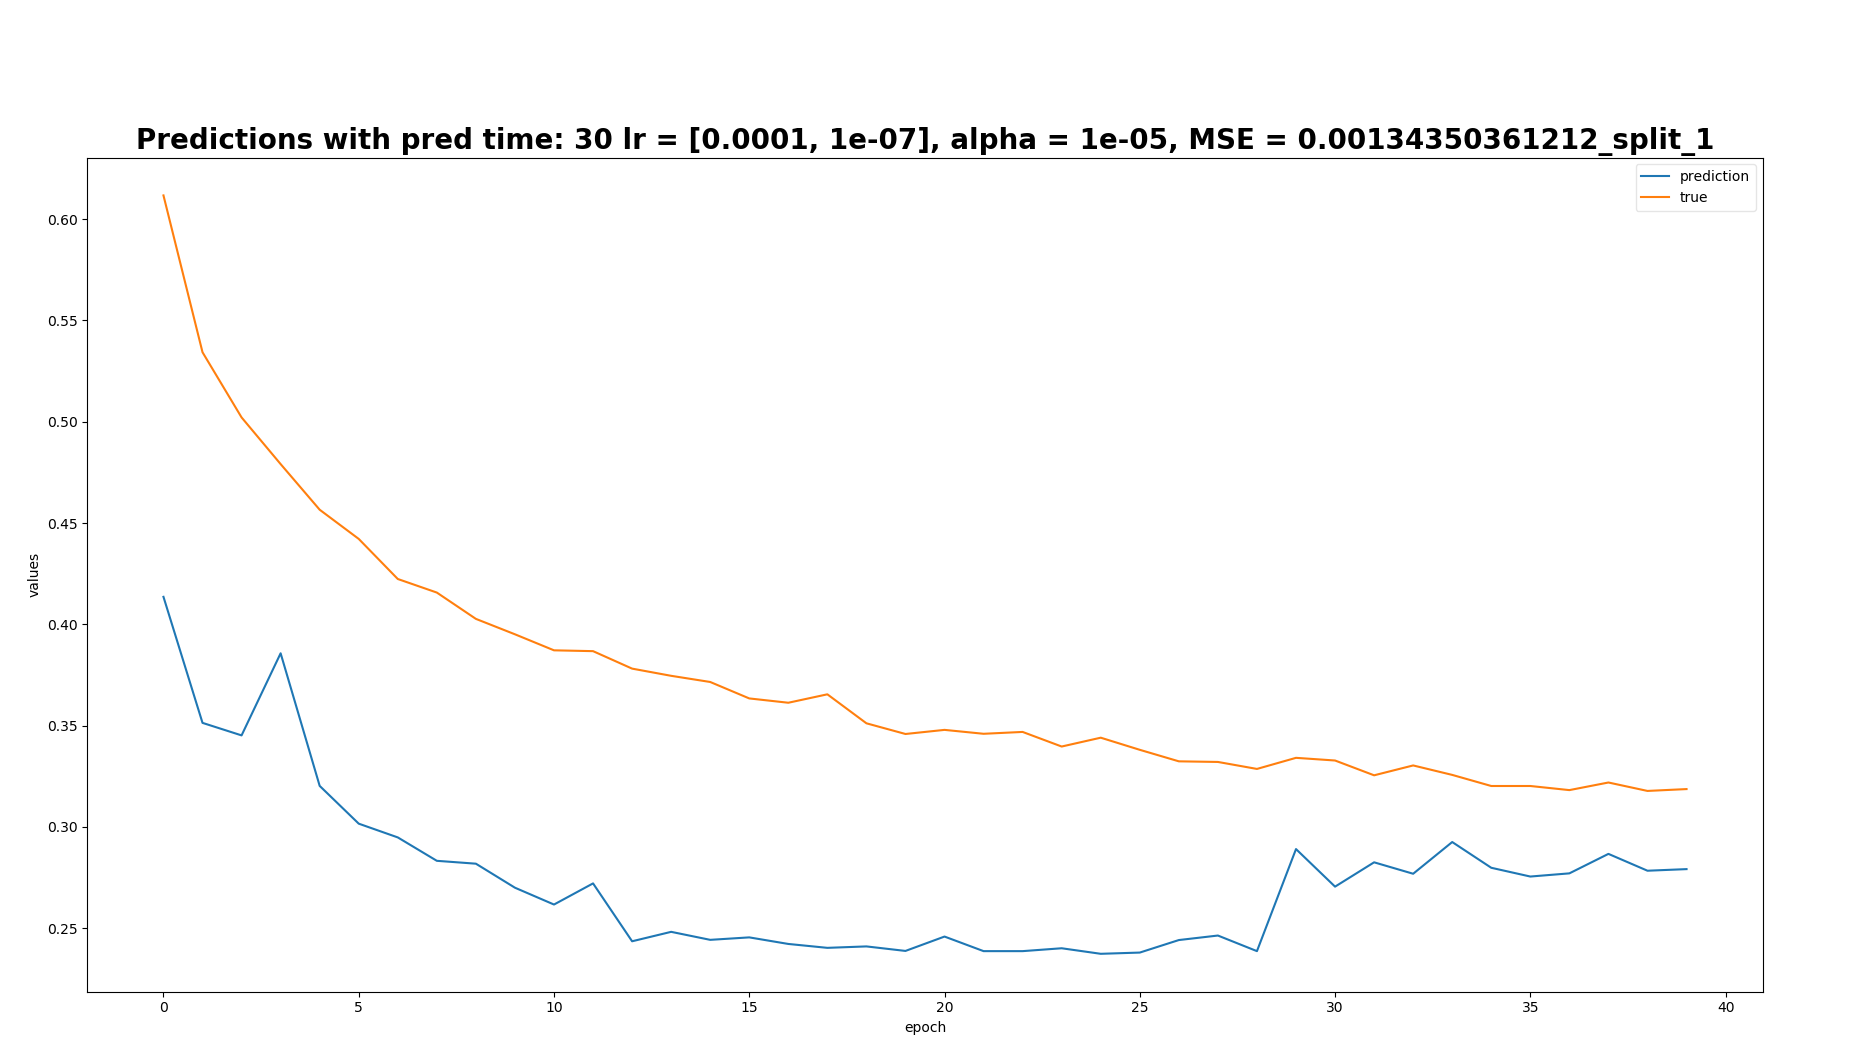 Predictions with pred time: 30 lr = [0.0001, 1e-07], alpha = 1e-05, MSE = 0.00134350361212_split_1
prediction
true
0.60
0.55
0.50
0.45
0.40
0.35
0.30
0.25
values
0 5 10 15 20 25 30 35 40
epoch